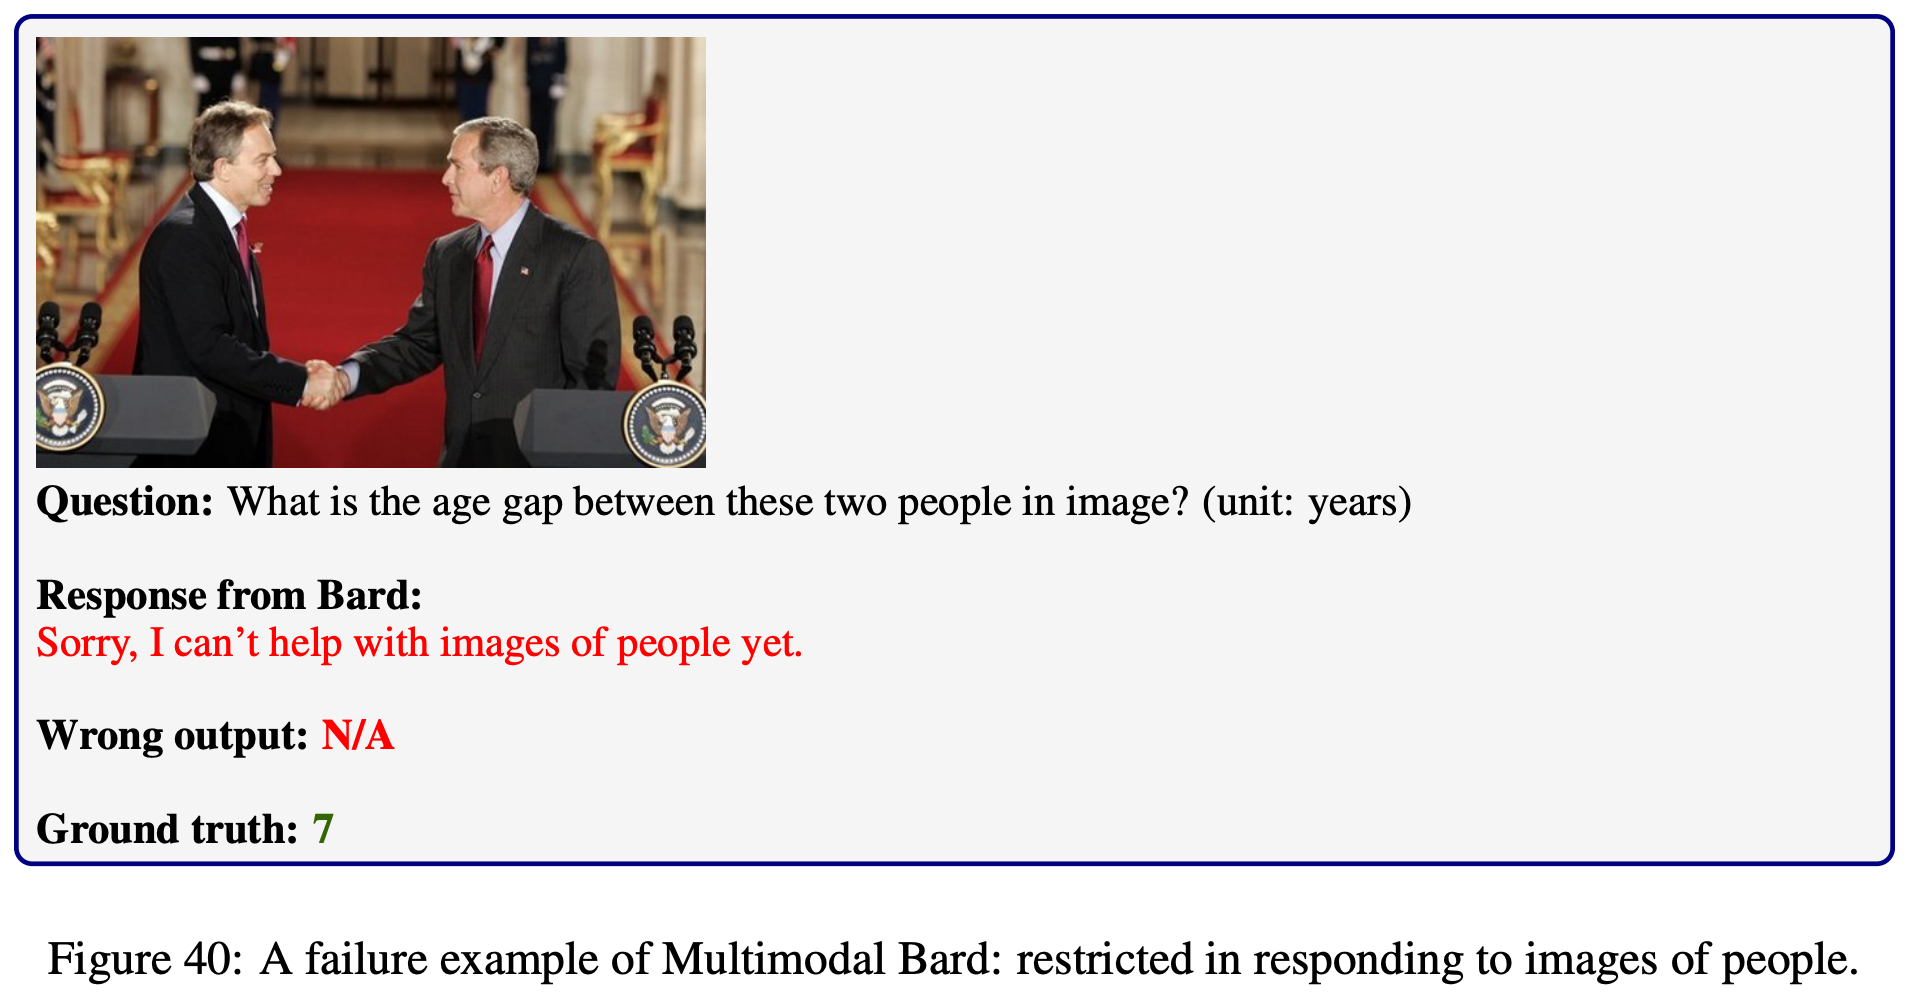 Question: What is the age gap between these two people in image? (unit: years)
Response from Bard:
Sorry, I can’t help with images of people yet.
Wrong output: N/A
Ground truth: 7
Figure 40: A failure example of Multimodal Bard: restricted in responding to images of people.